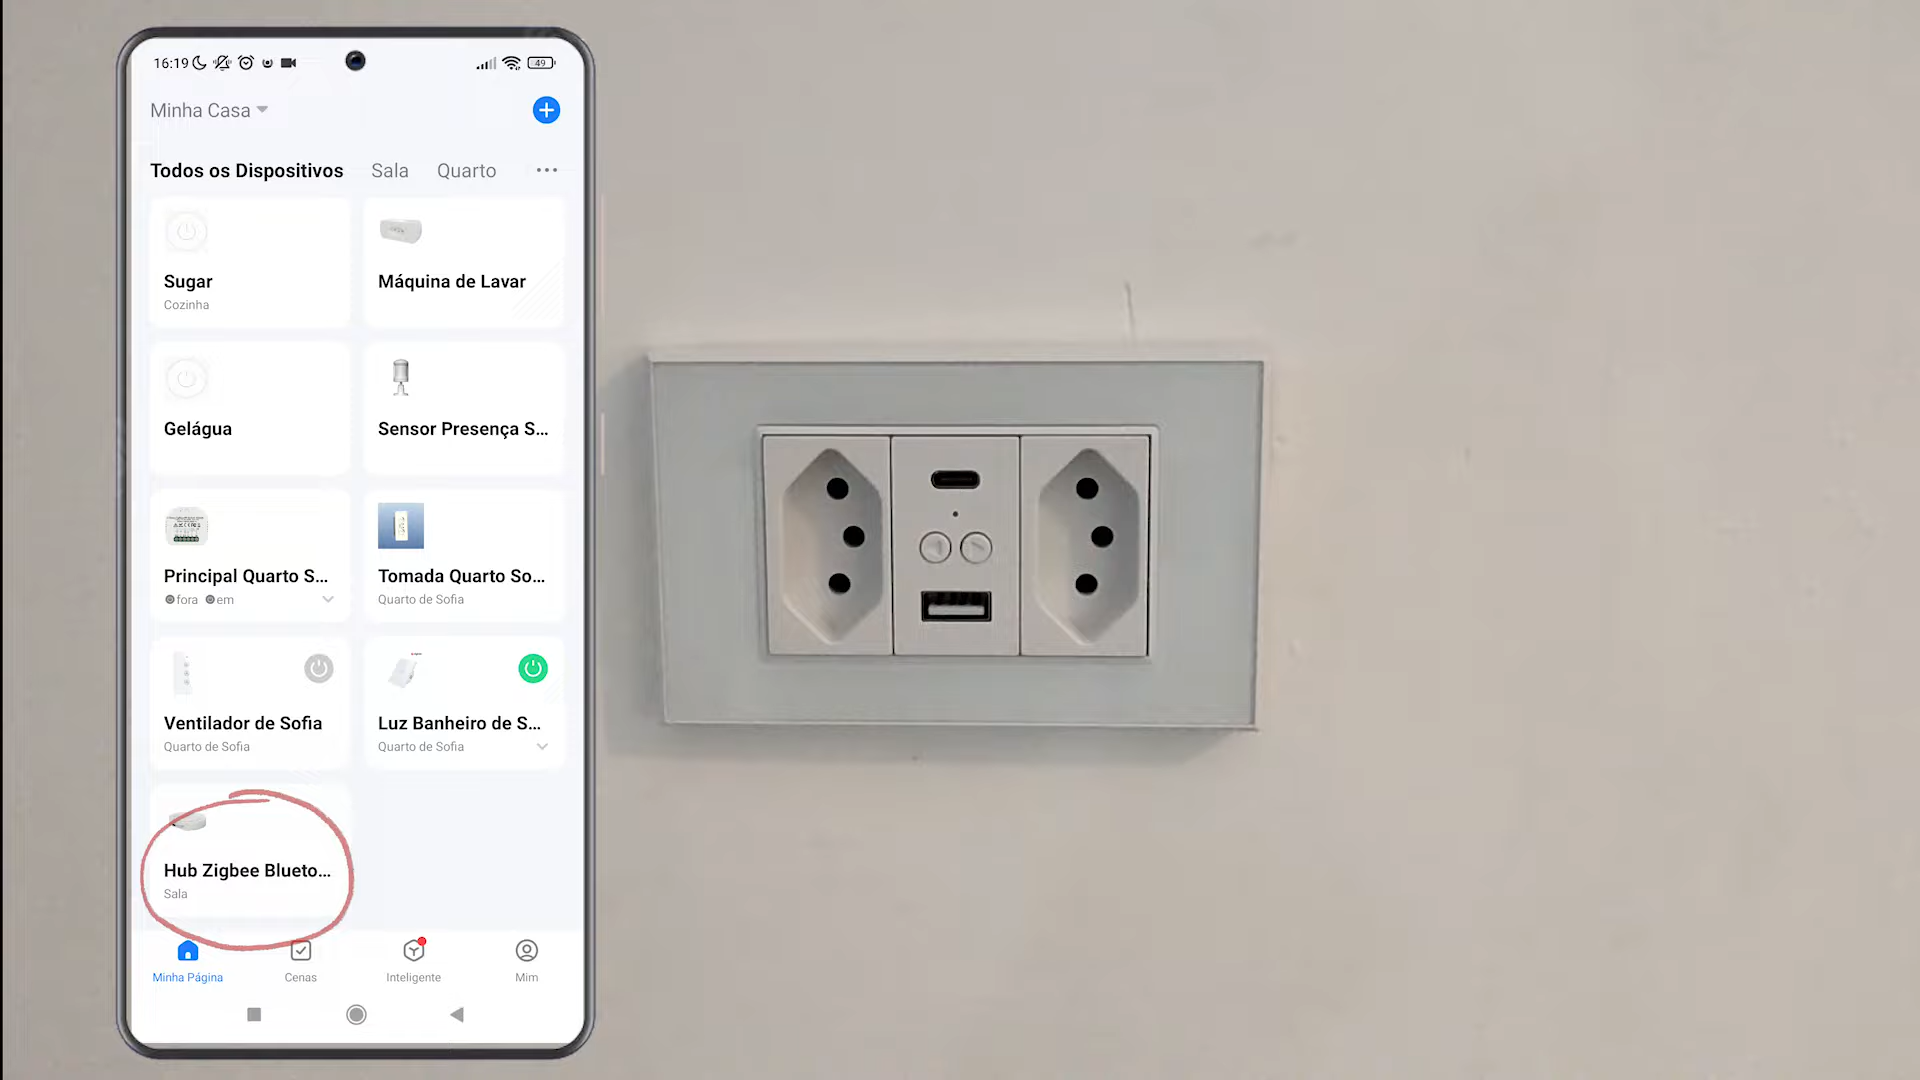 16:19
49
Minha Casa
Todos os Dispositivos Sala Quarto
Sugar
Cozinha
Máquina de Lavar
Gelágua
Sensor Presença S...
Principal Quarto S...
fora em
Tomada Quarto So...
Quarto de Sofia
Ventilador de Sofia
Quarto de Sofia
Luz Banheiro de S...
Quarto de Sofia
Hub Zigbee Blueto...
Sala
Minha Página Cenas Inteligente Mim